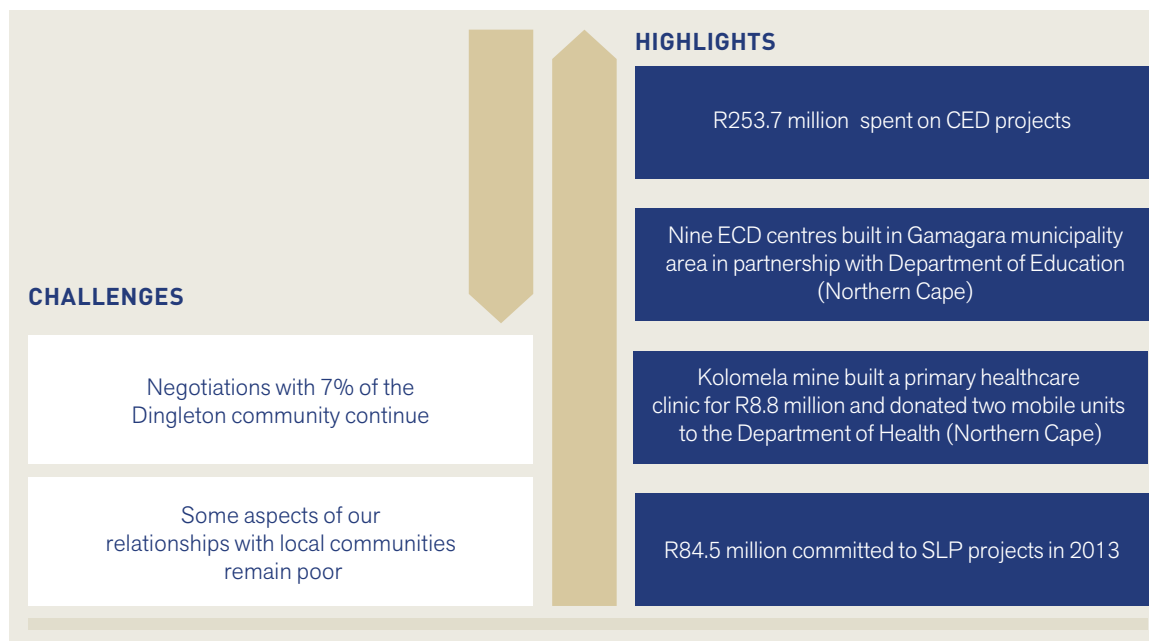 CHALLENGES
Negotiations with 7% of the
Dingleton community continue
Some aspects of our
relationships with local communities
remain poor
HIGHLIGHTS
R253.7 million spent on CED projects
Nine ECD centres built in Gamagara municipality
area in partnership with Department of Education
(Northern Cape)
Kolomela mine built a primary healthcare
clinic for R8.8 million and donated two mobile units
to the Department of Health (Northern Cape)
R84.5 million committed to SLP projects in 2013